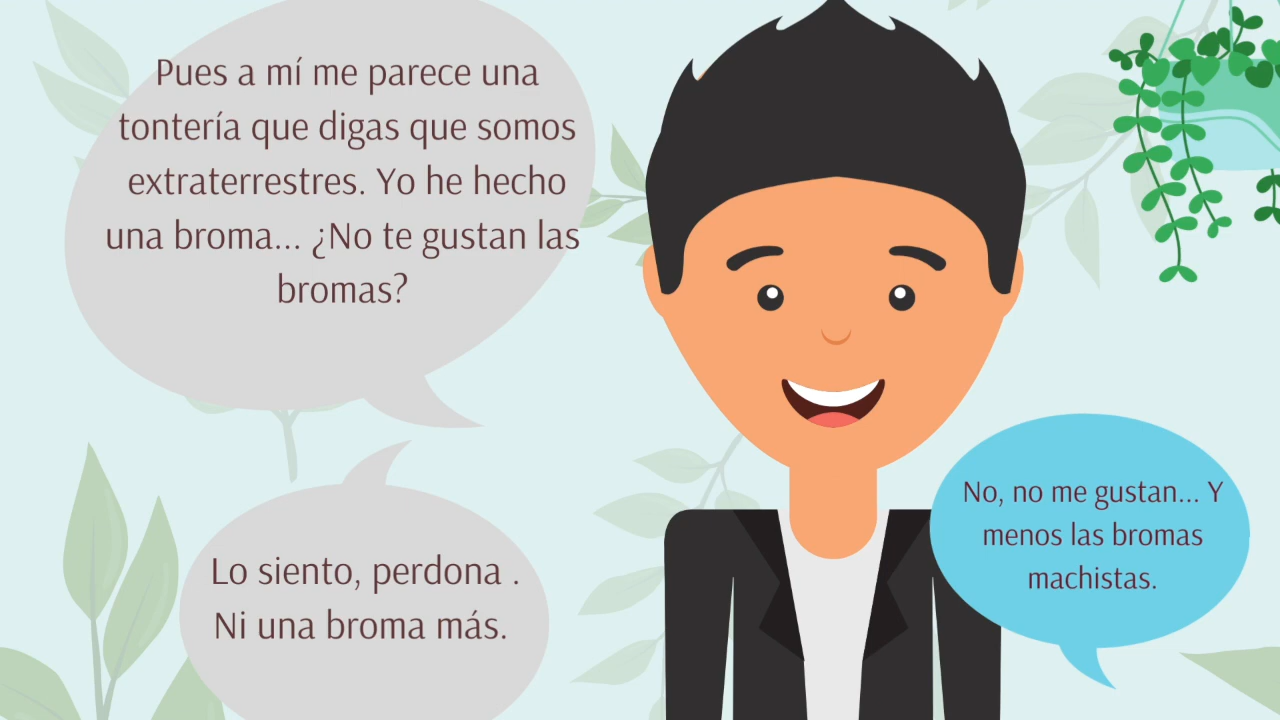 Pues a mí me parece una
tontería que digas que somos
extraterrestres. Yo he hecho
una broma... ¿No te gustan las
bromas?
No, no me gustan... Y
menos las bromas
machistas.
Lo siento, perdona .
Ni una broma más.